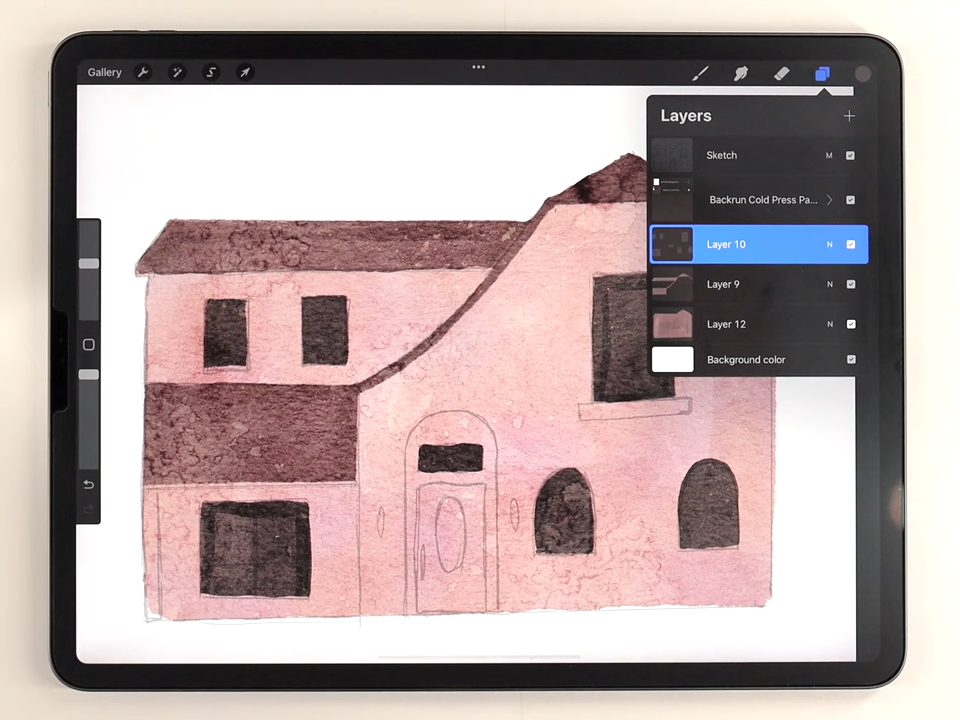 Gallery
Layers
Sketch M
Backrun Cold Press Pa...
Layer 10 N
Layer 9 N
Layer 12 N
Background color